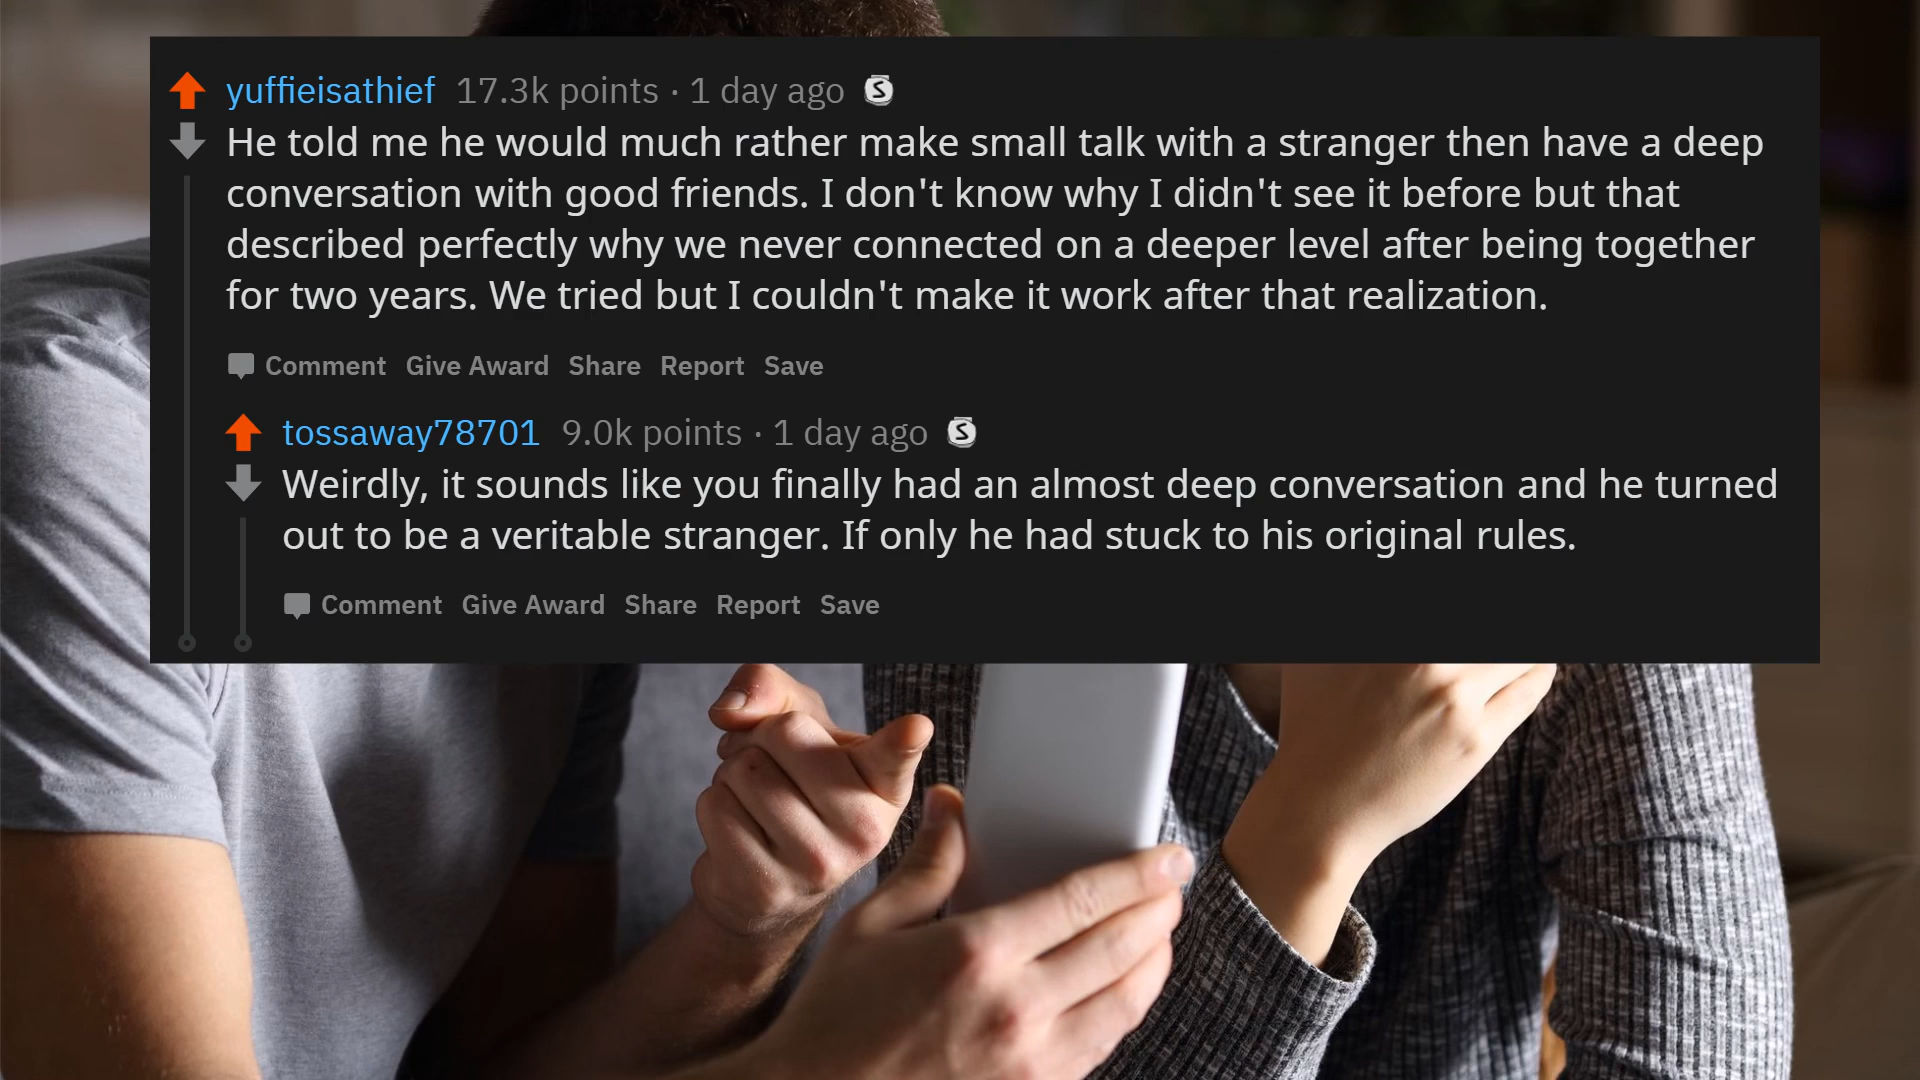 yuffieisathief 17.3k points · 1 day ago S
He told me he would much rather make small talk with a stranger then have a deep
conversation with good friends. I don't know why I didn't see it before but that
described perfectly why we never connected on a deeper level after being together
for two years. We tried but I couldn't make it work after that realization.
Comment Give Award Share Report Save
tossaway78701 9.0k points · 1 day ago S
Weirdly, it sounds like you finally had an almost deep conversation and he turned
out to be a veritable stranger. If only he had stuck to his original rules.
Comment Give Award Share Report Save